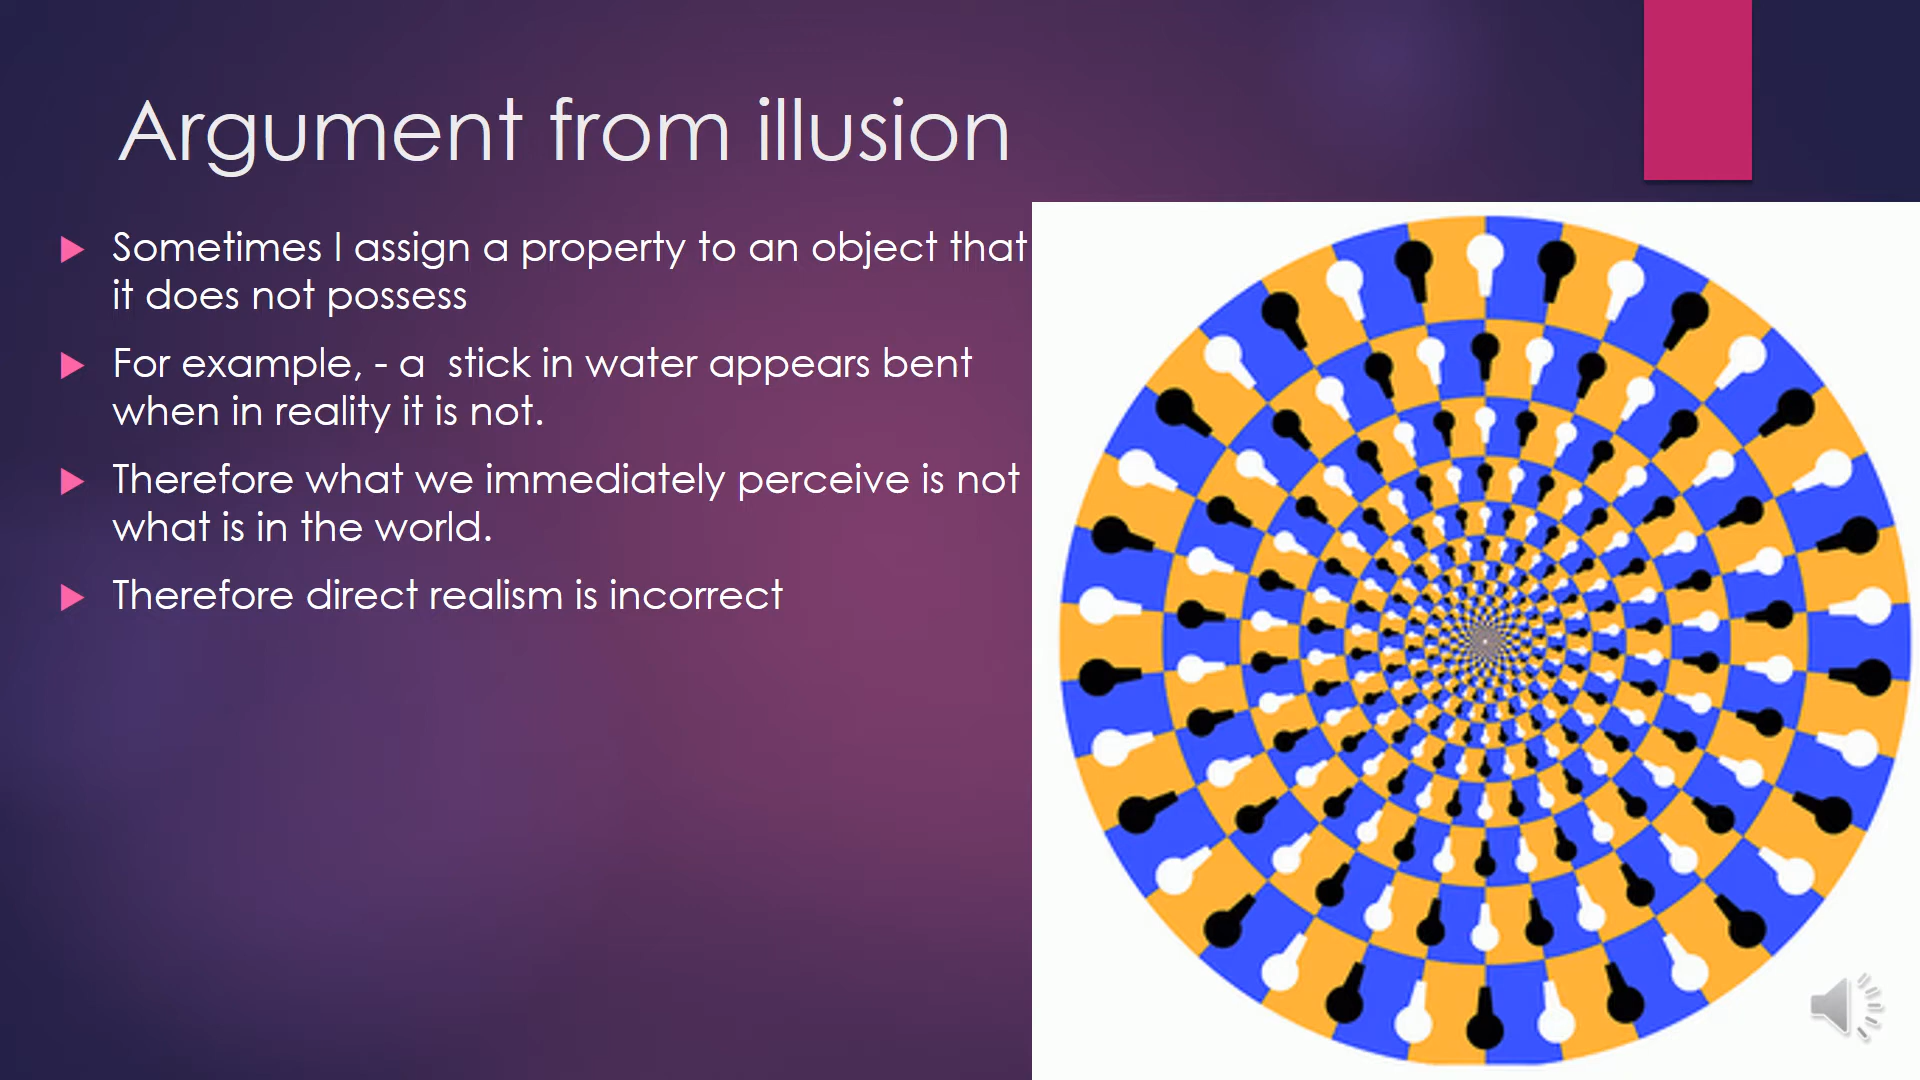 Argument from illusion
Sometimes I assign a property to an object that
it does not possess
For example, - a  stick in water appears bent
when in reality it is not.
Therefore what we immediately perceive is not
what is in the world.
Therefore direct realism is incorrect